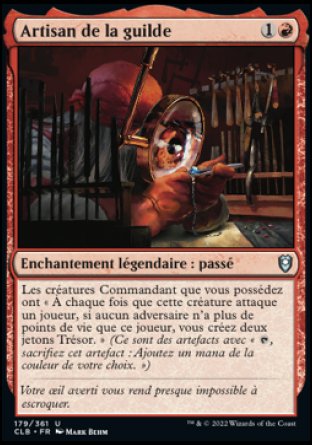 Artisan de la guilde 1
Enchantement légendaire : passé
Les créatures Commandant que vous possédez
ont « À chaque fois que cette créature attaque
un joueur, si aucun adversaire n'a plus de
points de vie que ce joueur, vous créez deux
jetons Trésor. » (Ce sont des artefacts avec « ,
sacrifiez cet artefact : Ajoutez un mana de la
couleur de votre choix. »)
Votre œil averti vous rend presque impossible à
escroquer.
179/361 U
CLB • FR Mark Behm
™ & © 2022 Wizards of the Coast